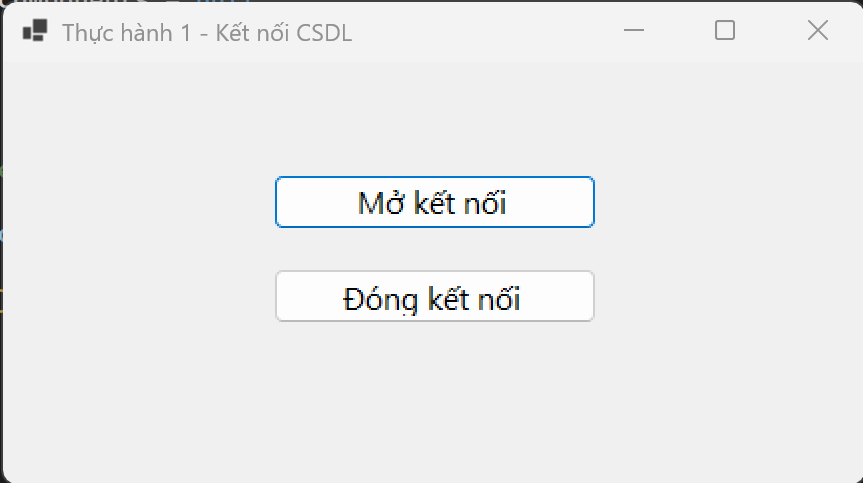 Thực hành 1 - Kết nối CSDL
Mở kết nối
Đóng kết nối